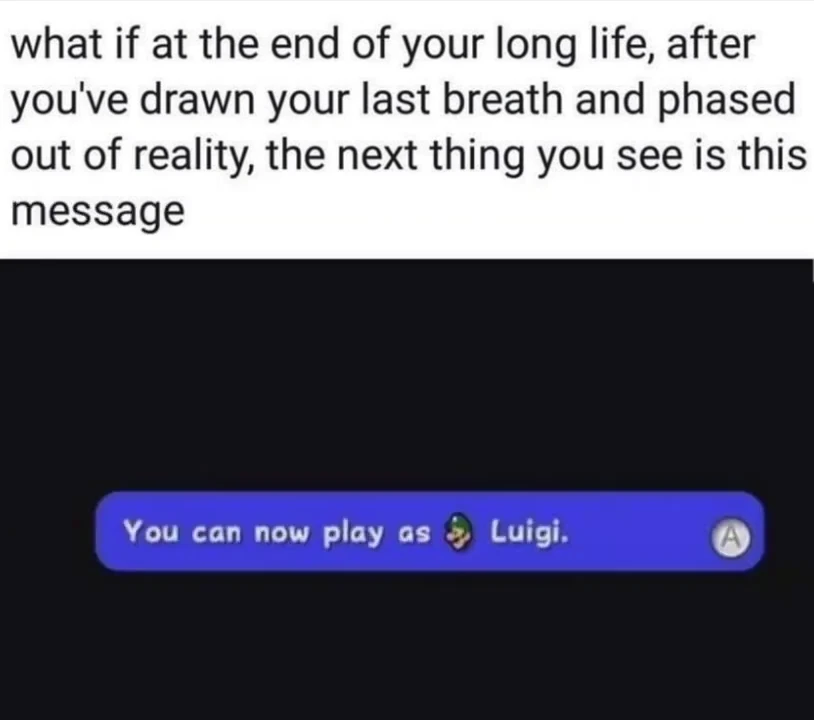 what if at the end of your long life, after
you've drawn your last breath and phased
out of reality, the next thing you see is this
message
You can now play as Luigi.
A